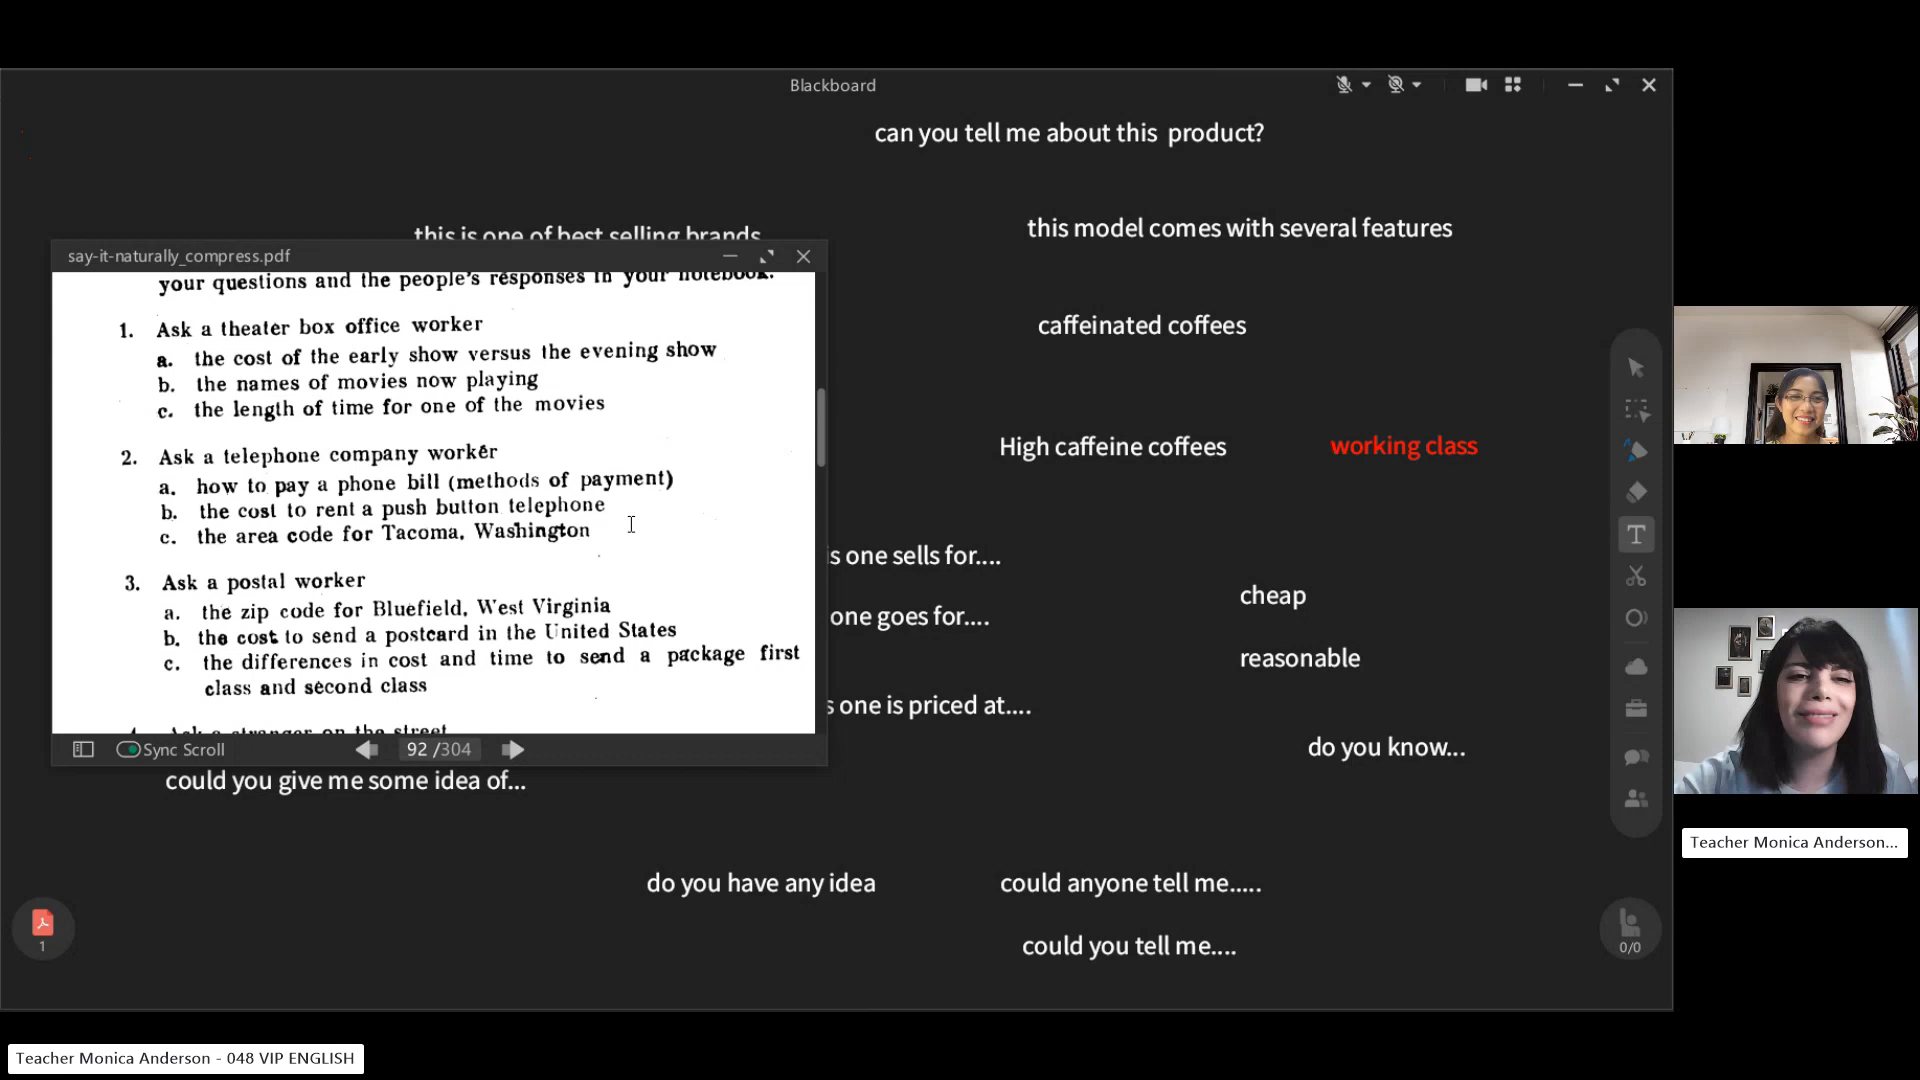 Blackboard
can you tell me about this product?
this is one of best selling brands
this model comes with several features
say-it-naturally_compress.pdf
your questions and the people's responses in your notebook.
1. Ask a theater box office worker
a. the cost of the early show versus the evening show
b. the names of movies now playing
c. the length of time for one of the movies
2. Ask a telephone company worker
a. how to pay a phone bill (methods of payment)
b. the cost to rent a push button telephone
c. the area code for Tacoma, Washington
3. Ask a postal worker
a. the zip code for Bluefield, West Virginia
b. the cost to send a postcard in the United States
c. the differences in cost and time to send a package first
class and second class
4. Ask a stranger on the street
Sync Scroll
92 /304
caffeinated coffees
High caffeine coffees
working class
is one sells for....
one goes for....
cheap
reasonable
s one is priced at....
do you know...
could you give me some idea of...
do you have any idea
could anyone tell me.....
could you tell me....
1
0/0
Teacher Monica Anderson...
Teacher Monica Anderson - 048 VIP ENGLISH